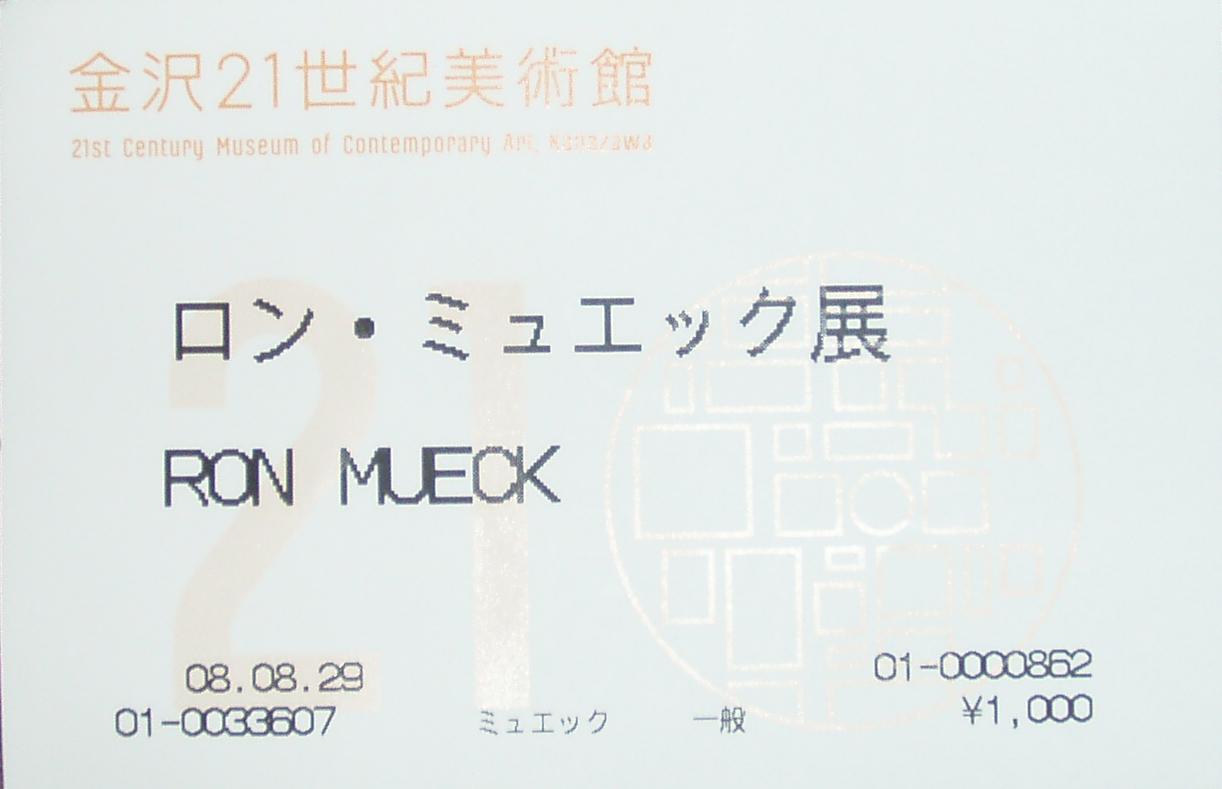 金沢21世紀美術館
21st Century Museum of Contemporary Art, Kanazawa
21
ロン・ミュエック展
RON MUECK
08.08.29
01-0000862
01-0033607 ミュエック 一般 ¥1,000